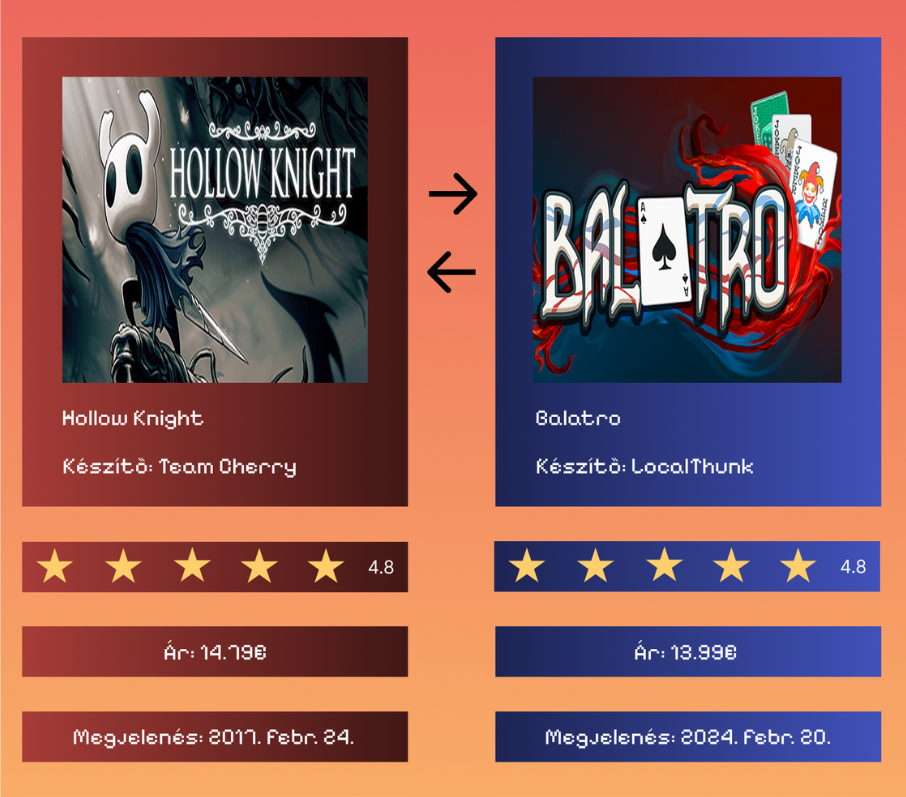 HOLLOW KNIGHT
Hollow Knight
Készítő: Team Cherry
4.8
Ár: 14.79€
Megjelenés: 2017. Febr. 24.
BALATRO
A
A
JOKER
Balatro
Készítő: LocalThunk
4.8
Ár: 13.99€
Megjelenés: 2024. Febr. 20.